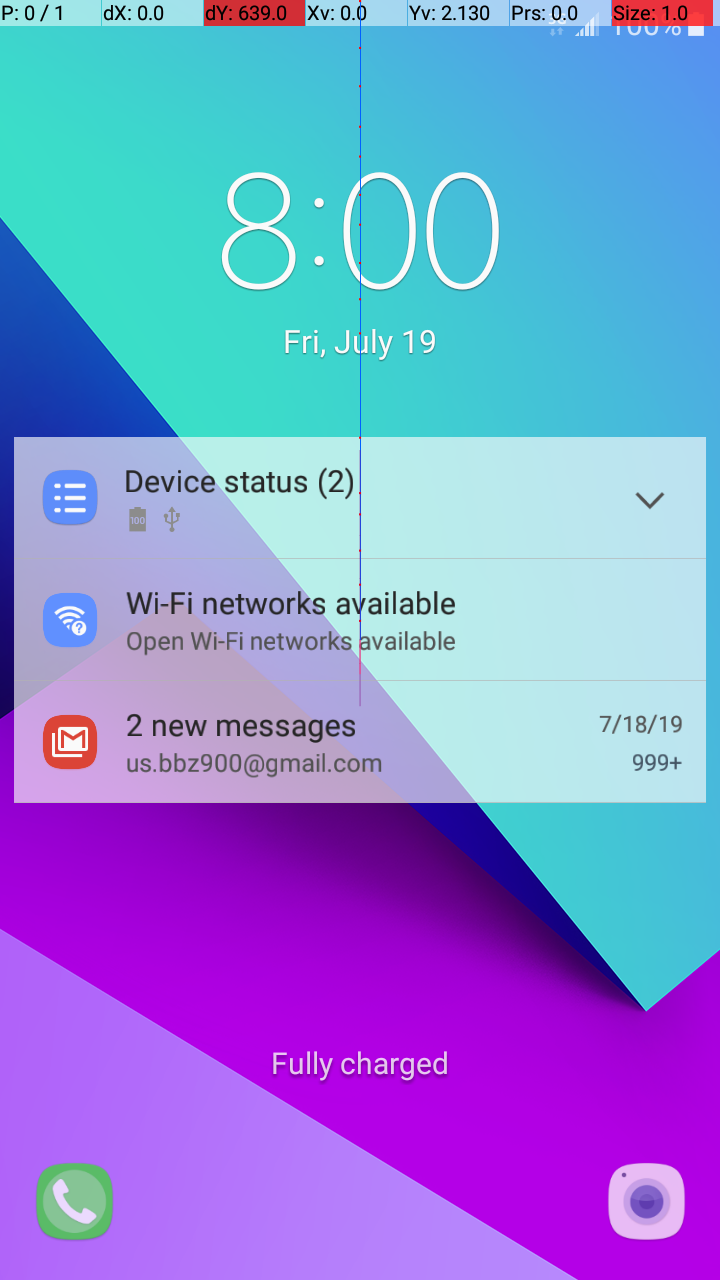 P: 0 / 1 dX: 0.0 dY: 639.0 Xv: 0.0 Yv: 2.130 Prs: 0.0 Size: 1.0
100%
8:00
Fri, July 19
Device status (2)
100
Wi-Fi networks available
Open Wi-Fi networks available
2 new messages 7/18/19
us.bbz900@gmail.com 999+
Fully charged